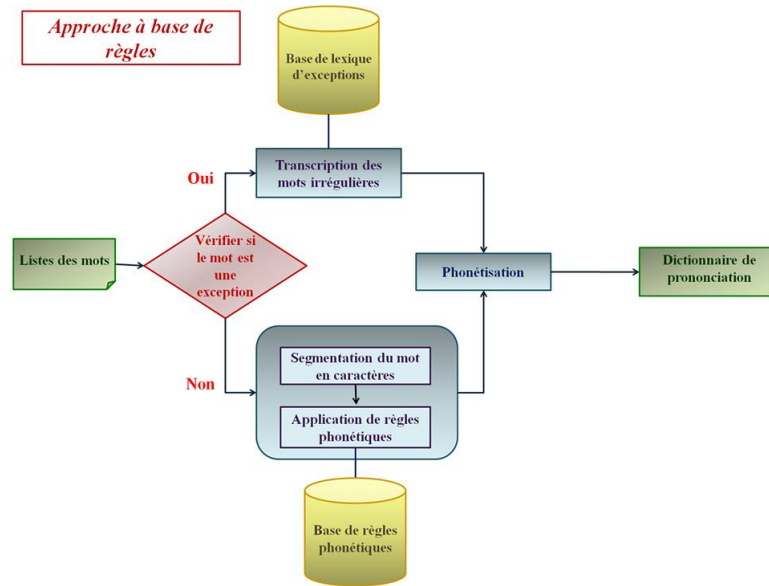 Approche à base de
règles
Base de lexique
d'exceptions
Transcription des
mots irrégulières
Oui
Listes des mots
Vérifier si
le mot est
une
exception
Phonétisation
Dictionnaire de
prononciation
Non
Segmentation du mot
en caractères
Application de règles
phonétiques
Base de règles
phonétiques